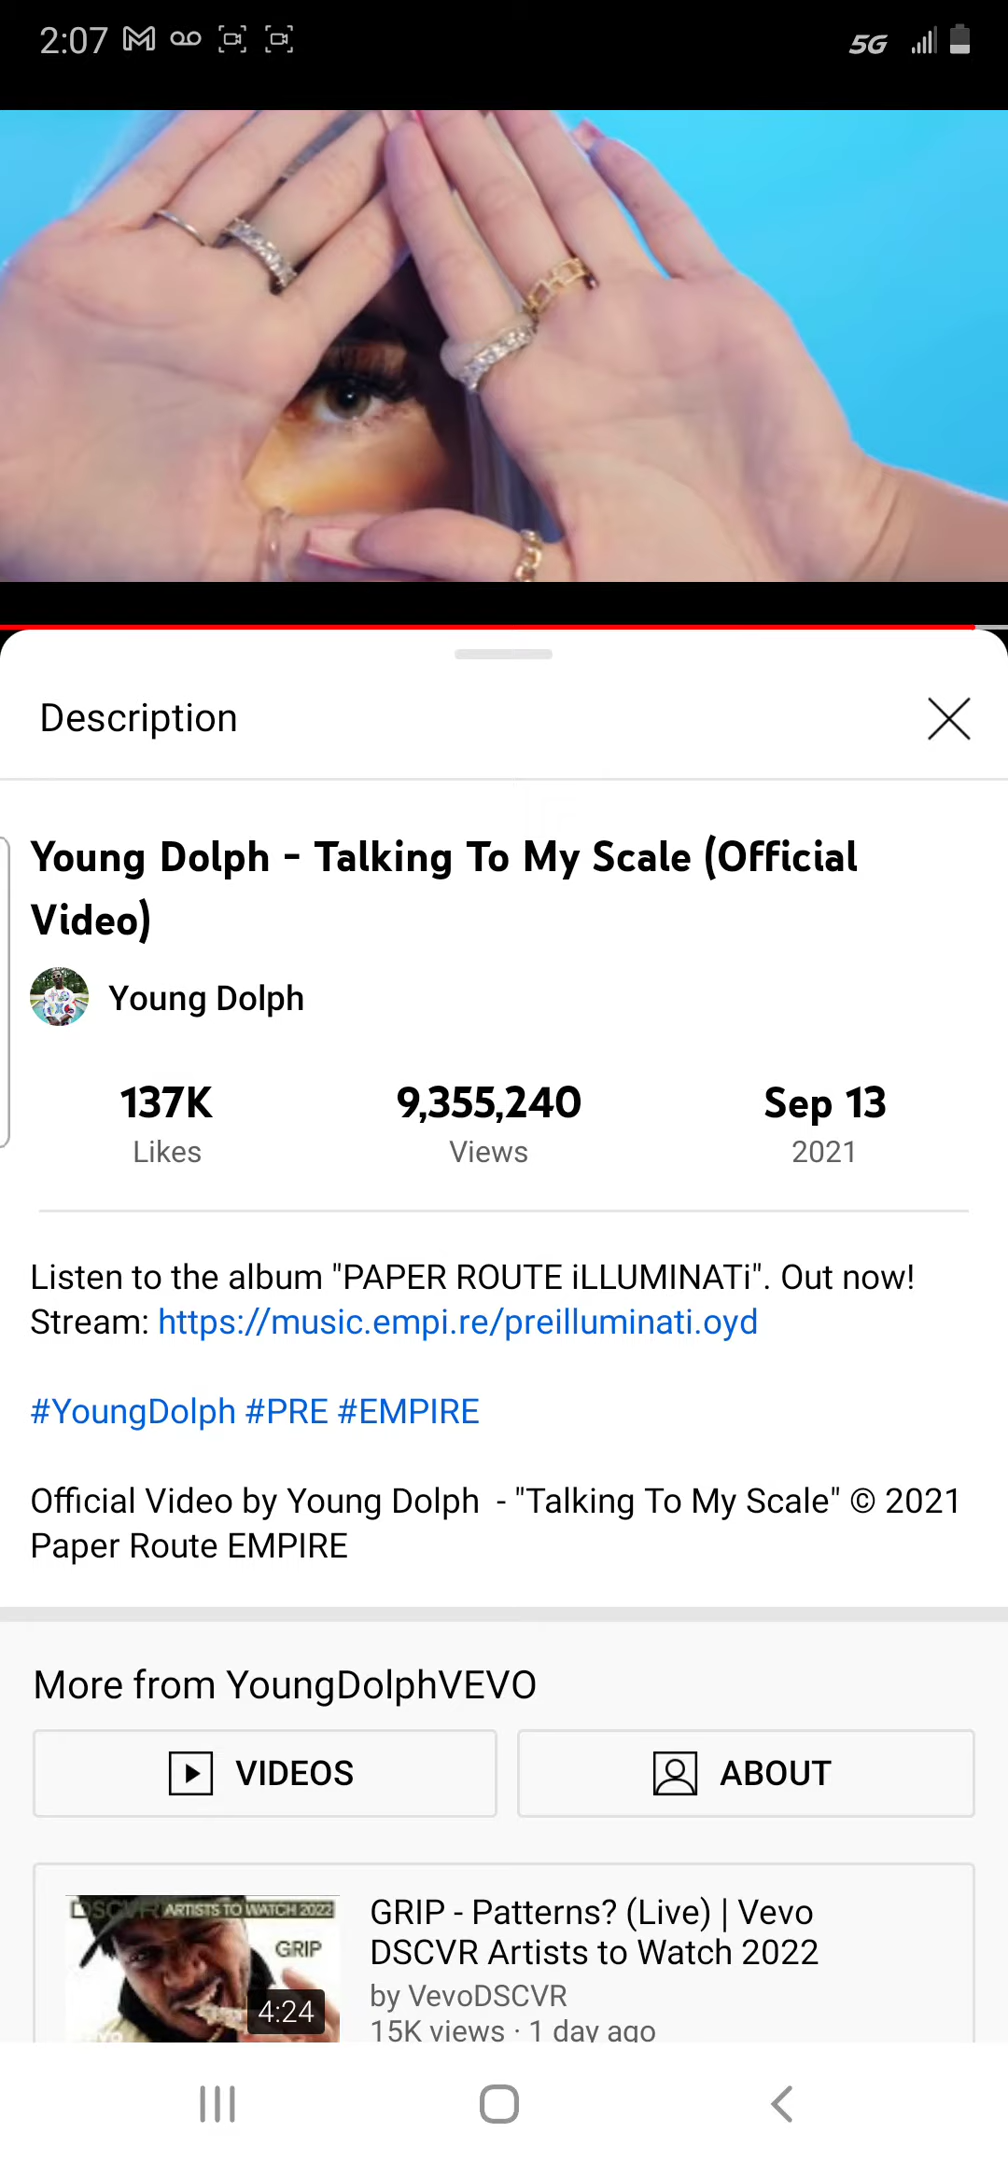 2:07
5G
Description
Young Dolph - Talking To My Scale (Official
Video)
Young Dolph
137K 9,355,240 Sep 13
Likes Views 2021
Listen to the album "PAPER ROUTE iLLUMINATi". Out now!
Stream: https://music.empi.re/preilluminati.oyd
#YoungDolph #PRE #EMPIRE
Official Video by Young Dolph - "Talking To My Scale" © 2021
Paper Route EMPIRE
More from YoungDolphVEVO
VIDEOS ABOUT
DSCVR ARTISTS TO WATCH 2022
GRIP
4:24
GRIP - Patterns? (Live) | Vevo
DSCVR Artists to Watch 2022
by VevoDSCVR
15K views · 1 day ago